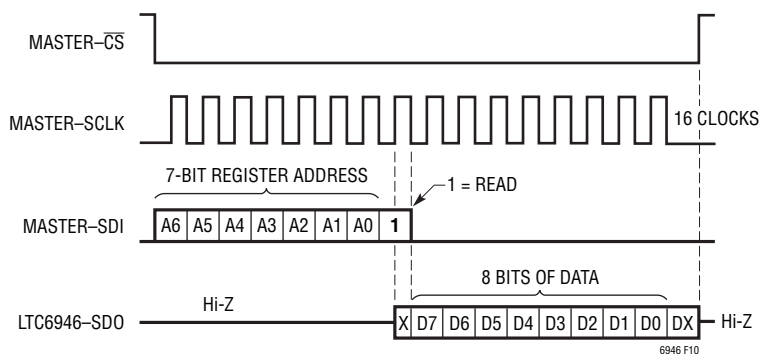 MASTER–CS
MASTER–SCLK
16 CLOCKS
7-BIT REGISTER ADDRESS
1 = READ
MASTER–SDI
A6 A5 A4 A3 A2 A1 A0 1
8 BITS OF DATA
Hi-Z
LTC6946–SDO
X D7 D6 D5 D4 D3 D2 D1 D0 DX
Hi-Z
6946 F10